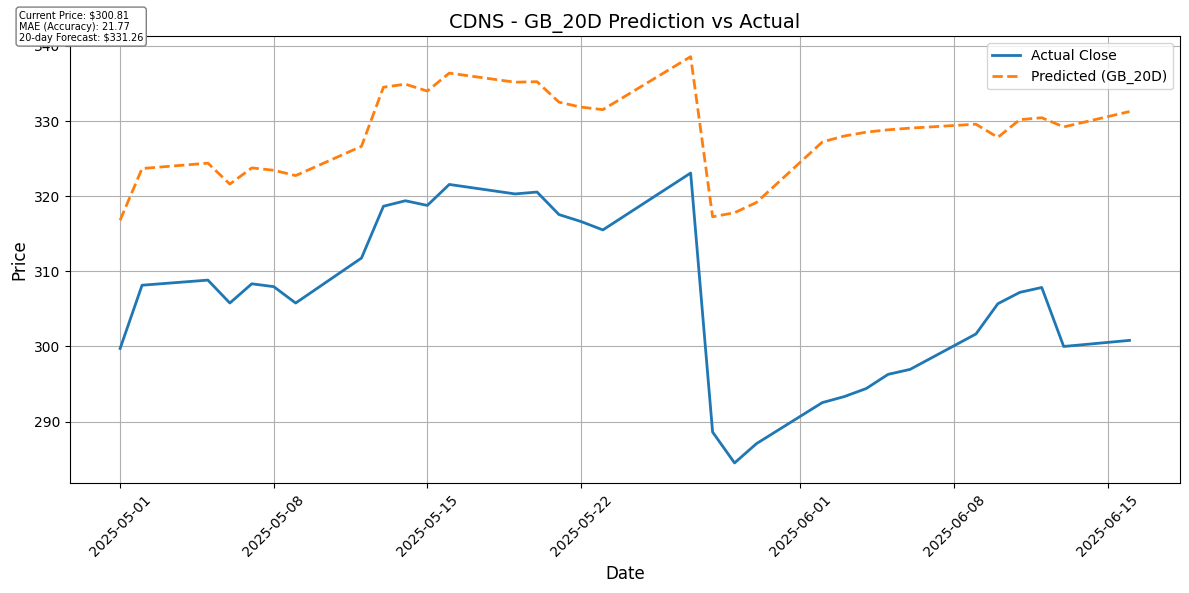 CDNS - GB_20D Prediction vs Actual
Current Price: $300.81
MAE (Accuracy): 21.77
20-day Forecast: $331.26
Actual Close
Predicted (GB_20D)
Price
340
330
320
310
300
290
2025-05-01
2025-05-08
2025-05-15
2025-05-22
2025-06-01
2025-06-08
2025-06-15
Date